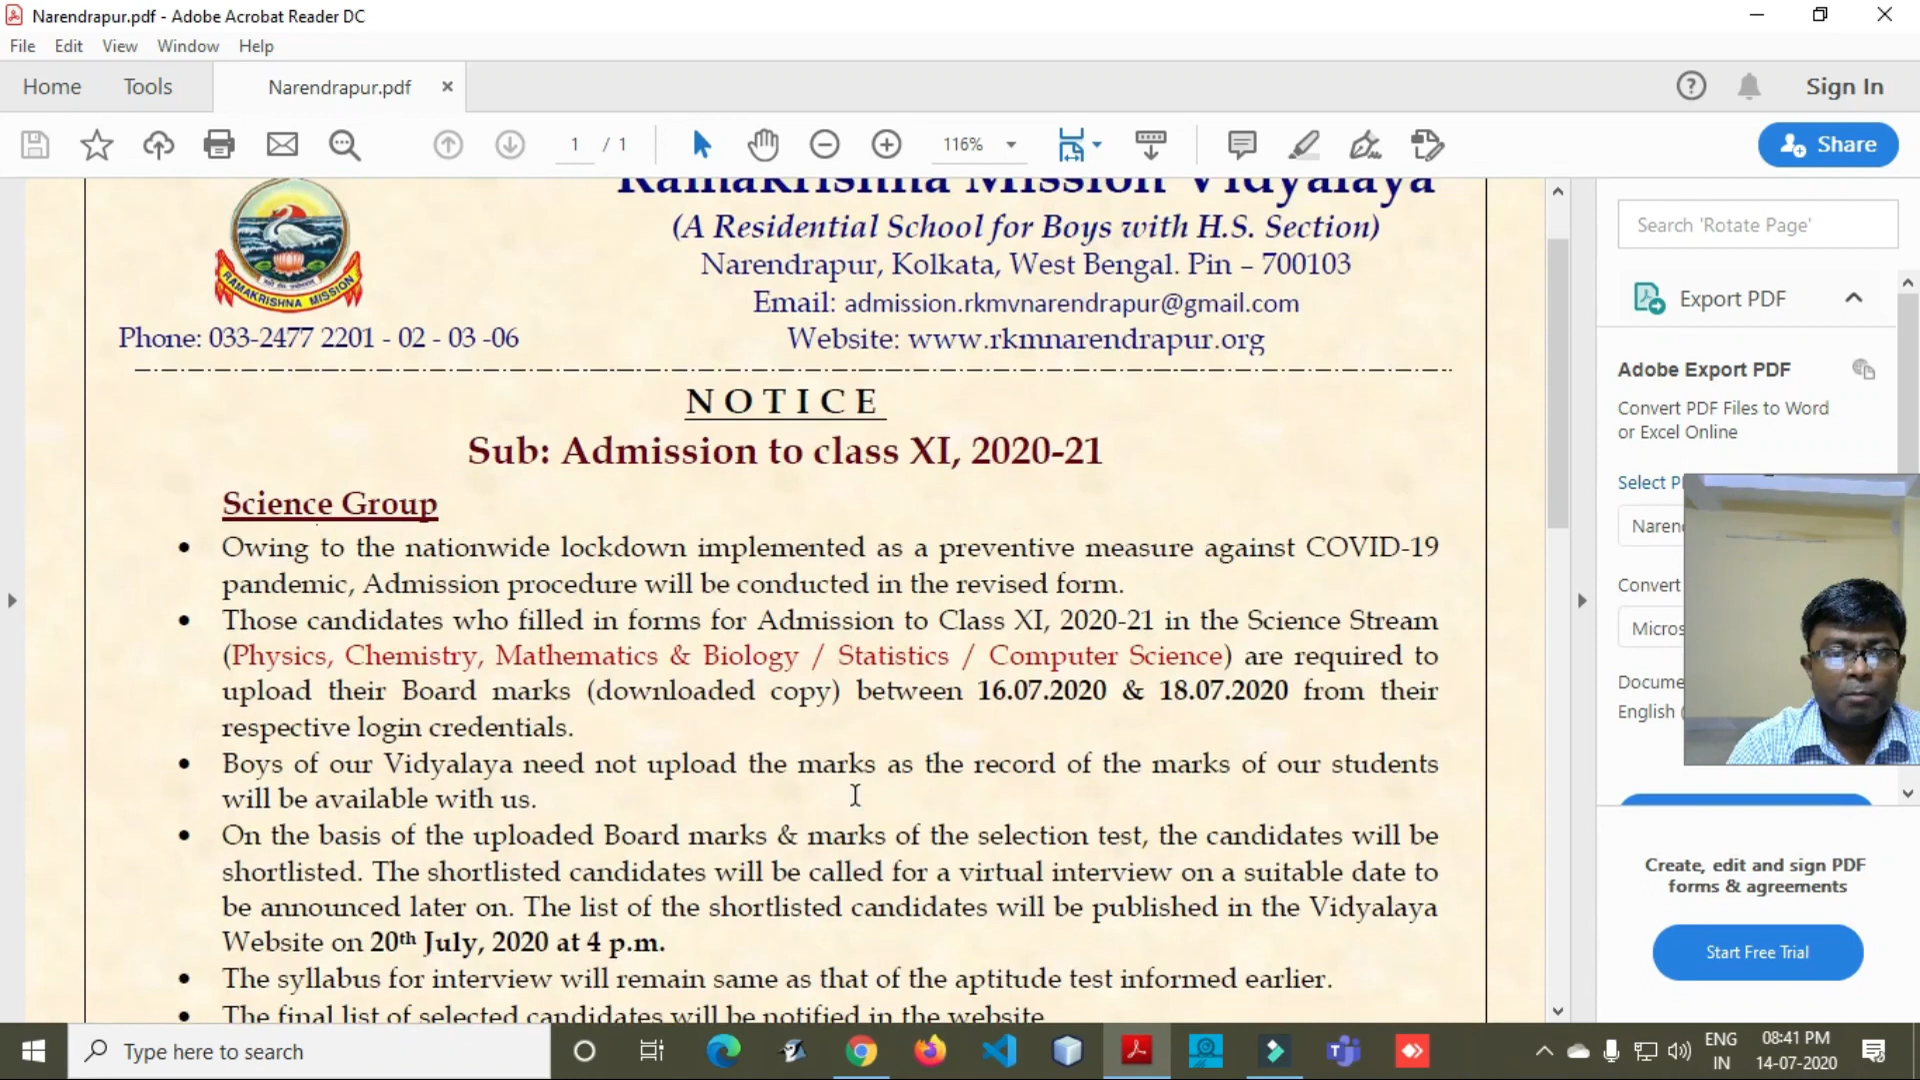 Narendrapur.pdf - Adobe Acrobat Reader DC
File Edit View Window Help
Home Tools Narendrapur.pdf × Sign In
1 / 1 116% Share
Ramakrishna Mission Vidyalaya
(A Residential School for Boys with H.S. Section)
Narendrapur, Kolkata, West Bengal. Pin – 700103
Email: admission.rkmvnarendrapur@gmail.com
Website: www.rkmnarendrapur.org
RAMAKRISHNA MISSION
Phone: 033-2477 2201 - 02 - 03 -06
NOTICE
Sub: Admission to class XI, 2020-21
Science Group
• Owing to the nationwide lockdown implemented as a preventive measure against COVID-19
pandemic, Admission procedure will be conducted in the revised form.
• Those candidates who filled in forms for Admission to Class XI, 2020-21 in the Science Stream
(Physics, Chemistry, Mathematics & Biology / Statistics / Computer Science) are required to
upload their Board marks (downloaded copy) between 16.07.2020 & 18.07.2020 from their
respective login credentials.
• Boys of our Vidyalaya need not upload the marks as the record of the marks of our students
will be available with us.
• On the basis of the uploaded Board marks & marks of the selection test, the candidates will be
shortlisted. The shortlisted candidates will be called for a virtual interview on a suitable date to
be announced later on. The list of the shortlisted candidates will be published in the Vidyalaya
Website on 20th July, 2020 at 4 p.m.
• The syllabus for interview will remain same as that of the aptitude test informed earlier.
• The final list of selected candidates will be notified in the website
Search 'Rotate Page'
Export PDF
Adobe Export PDF
Convert PDF Files to Word
or Excel Online
Select P
Naren
Convert
Micros
Docume
English (
Create, edit and sign PDF
forms & agreements
Start Free Trial
Type here to search
ENG
IN
08:41 PM
14-07-2020